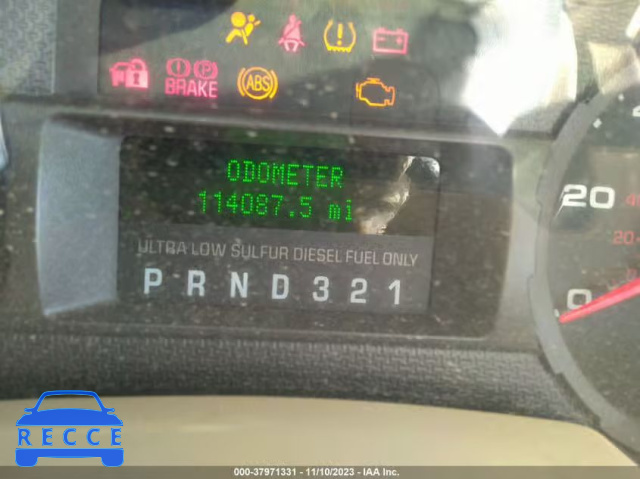 BRAKE
ABS
ODOMETER
114087.5 mi
ULTRA LOW SULFUR DIESEL FUEL ONLY
P R N D 3 2 1
20
0
RECCE
000-37971331 - 11/10/2023 - IAA Inc.